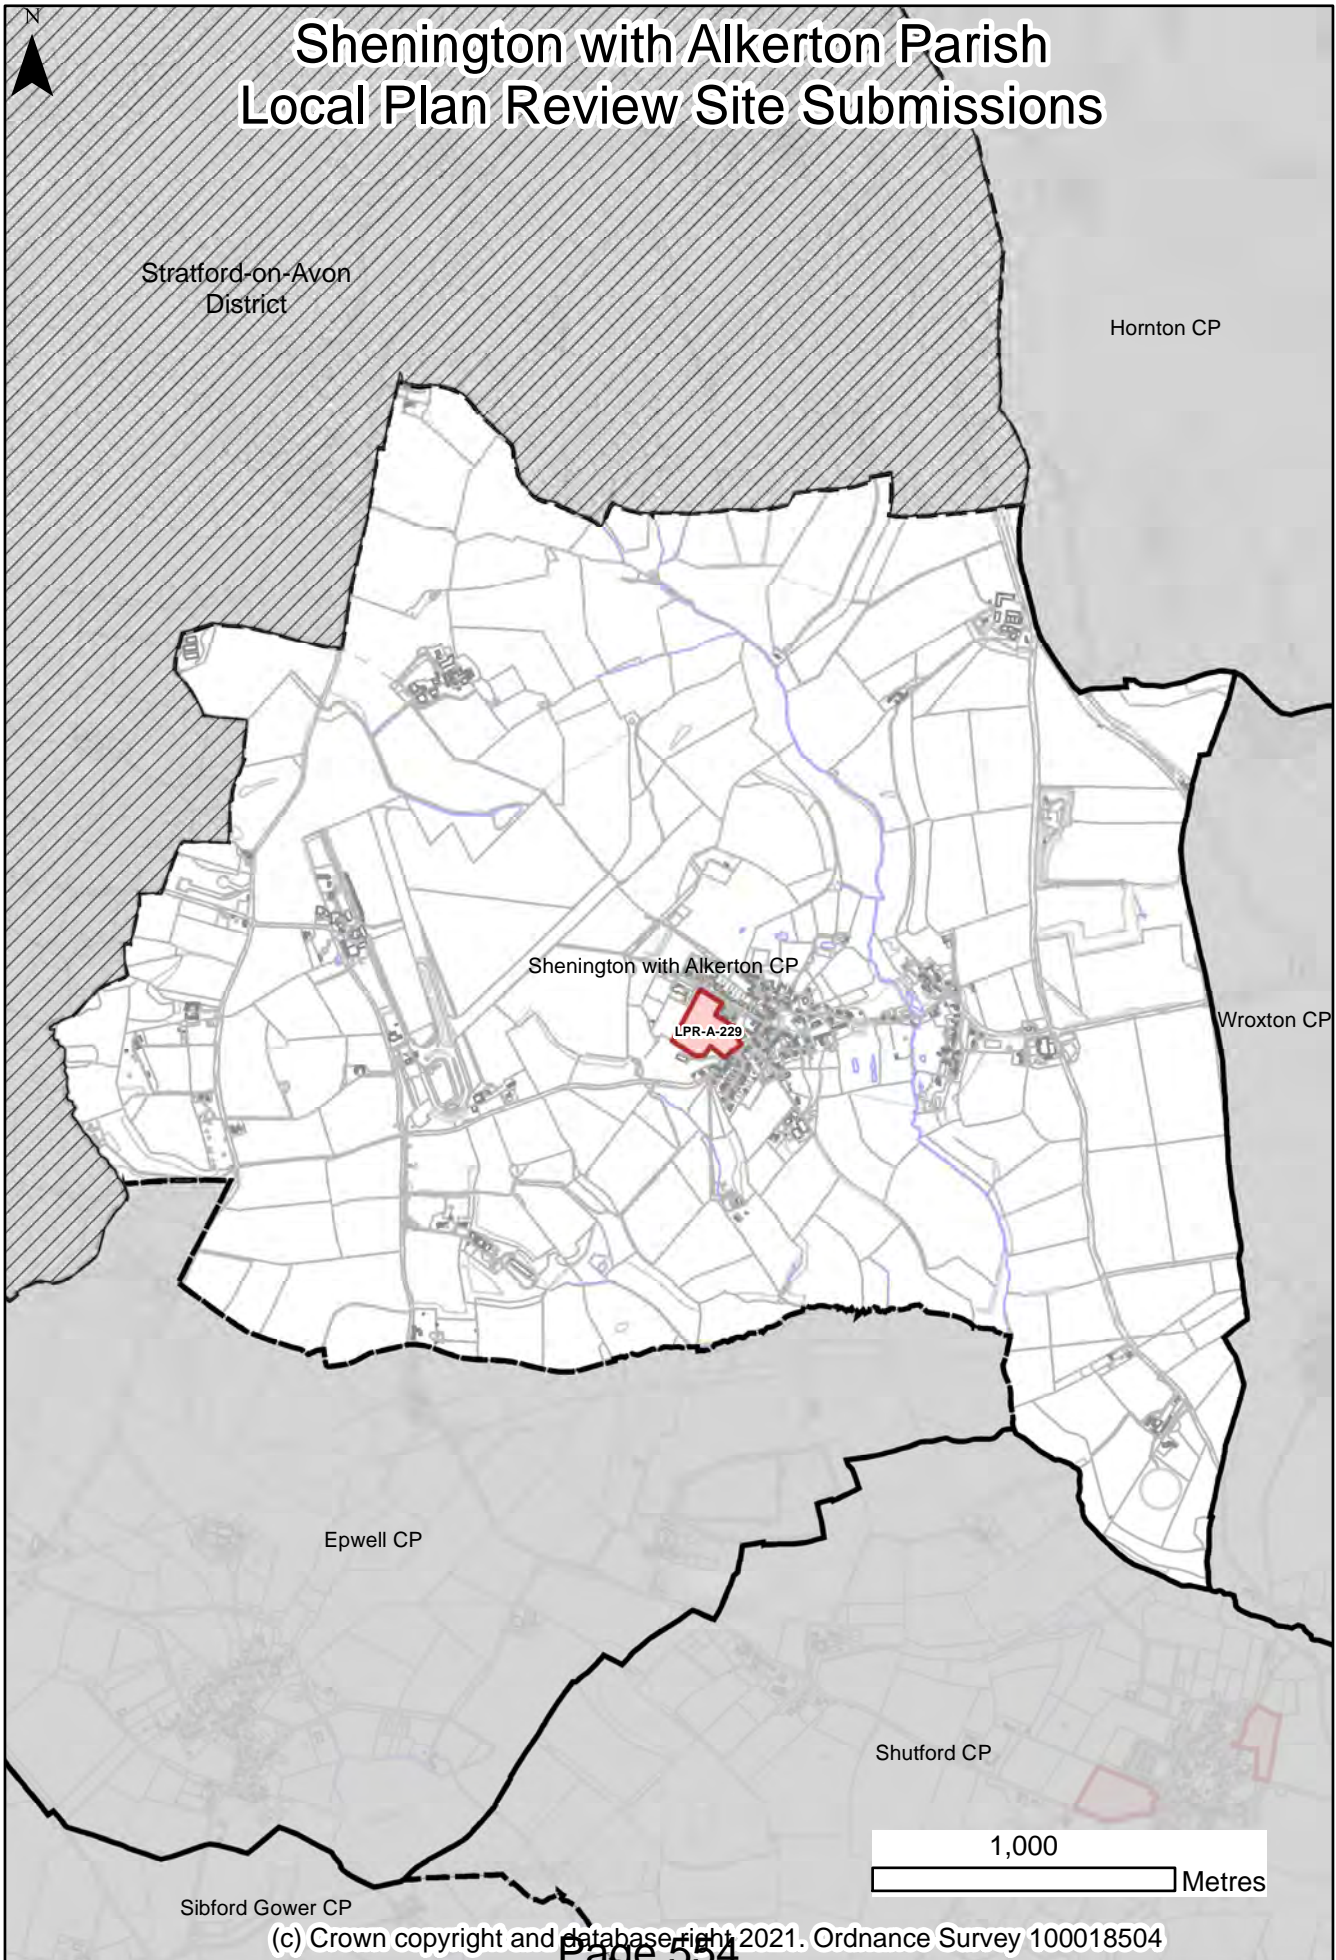 N
Shenington with Alkerton Parish
Local Plan Review Site Submissions
Stratford-on-Avon
District
Hornton CP
Shenington with Alkerton CP
LPR-A-229
Wroxton CP
Epwell CP
Shutford CP
1,000
Metres
Sibford Gower CP
(c) Crown copyright and database right 2021. Ordnance Survey 100018504
Page 554